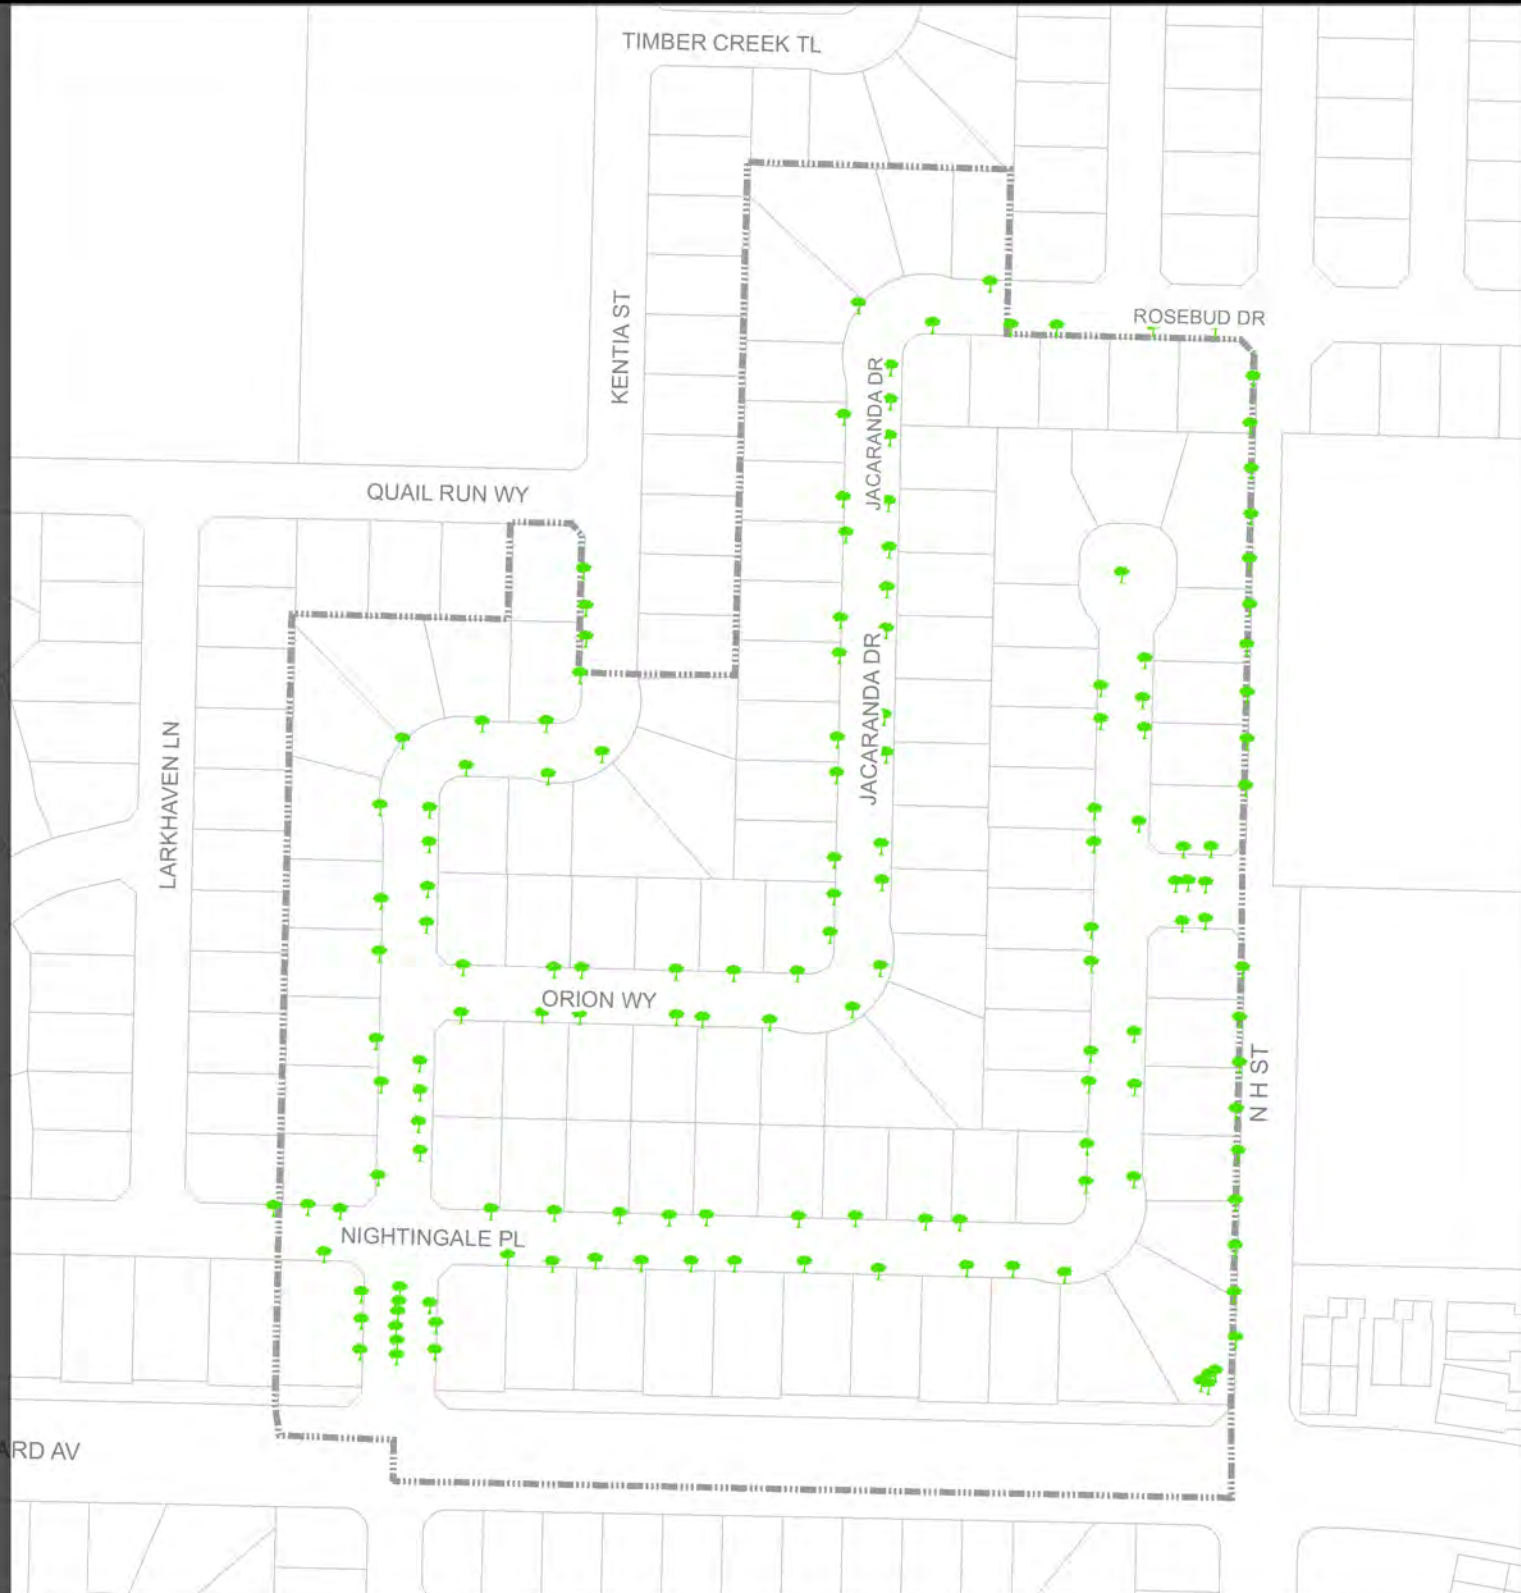 TIMBER CREEK TL
KENTIA ST
ROSEBUD DR
JACARANDA DR
QUAIL RUN WY
JACARANDA DR
LARKHAVEN LN
ORION WY
N H ST
NIGHTINGALE PL
ARD AV